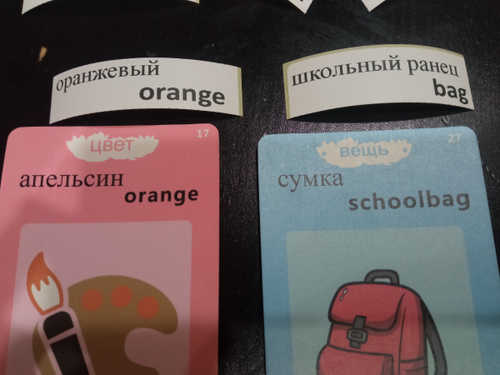 оранжевый
orange
школьный ранец
bag
цвет
17
апельсин
orange
вещь
27
сумка
schoolbag